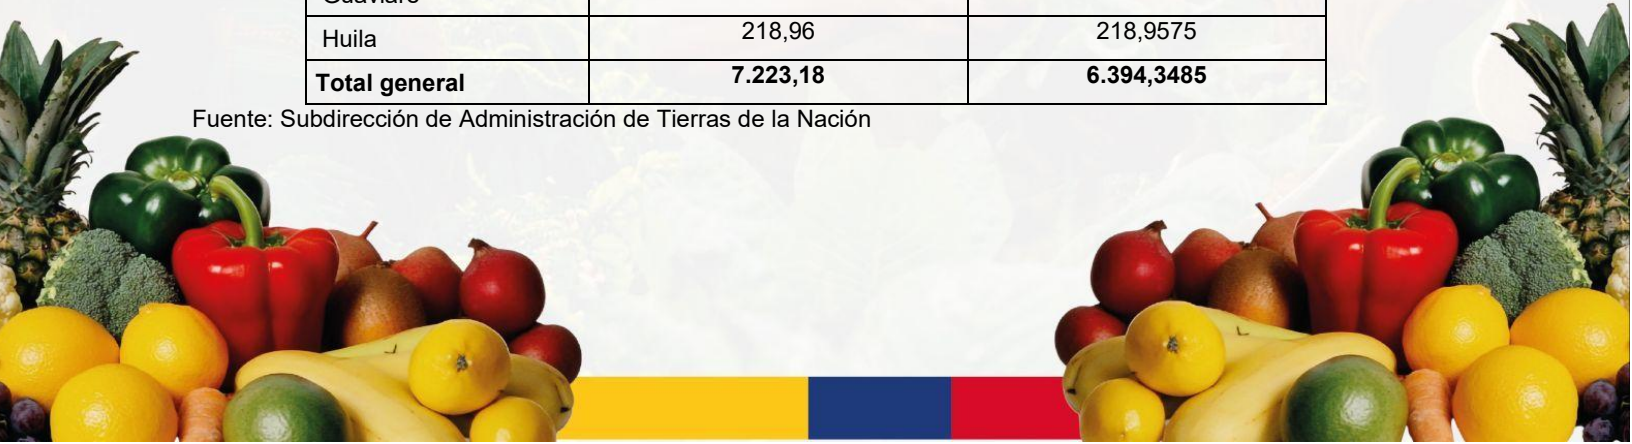 Huila 218,96 218,9575
Total general 7.223,18 6.394,3485
Fuente: Subdirección de Administración de Tierras de la Nación